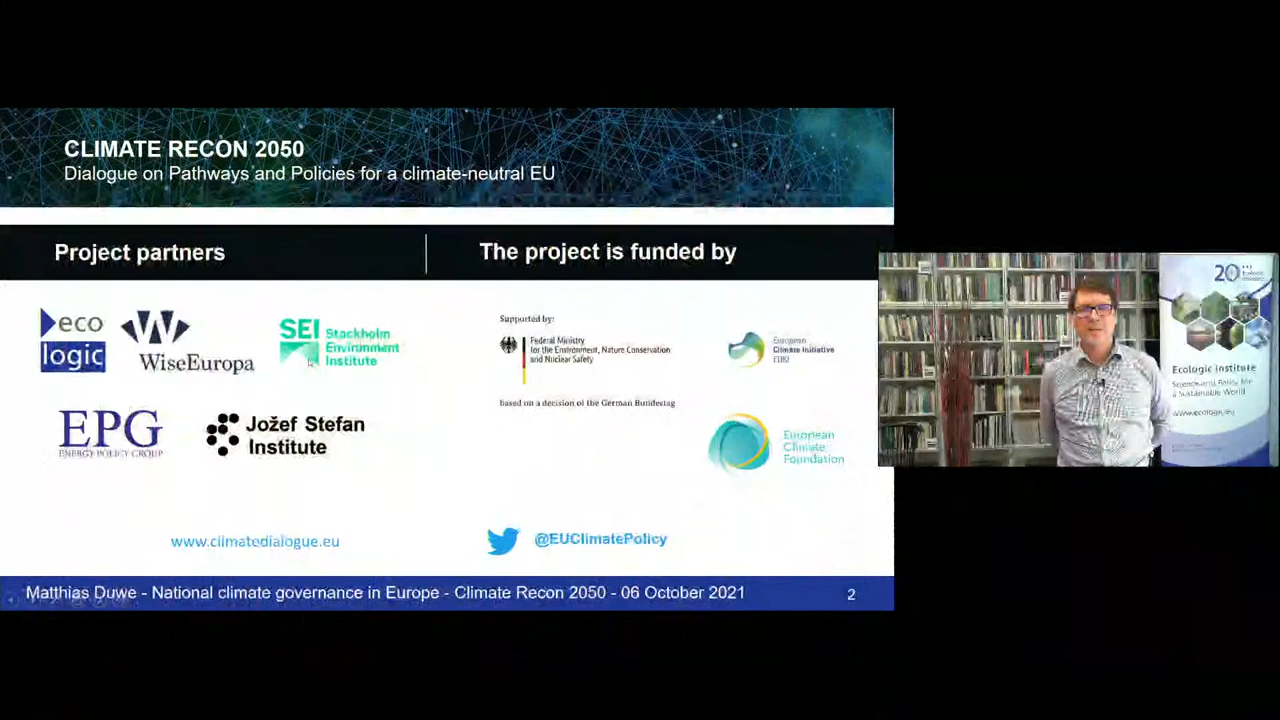 CLIMATE RECON 2050
Dialogue on Pathways and Policies for a climate-neutral EU
Project partners
The project is funded by
eco
logic
WiseEuropa
SEI Stockholm
Environment
Institute
EPG
ENERGY POLICY GROUP
Jožef Stefan
Institute
Supported by:
Federal Ministry
for the Environment, Nature Conservation
and Nuclear Safety
based on a decision of the German Bundestag
European
Climate Initiative
EUKI
European
Climate
Foundation
www.climatedialogue.eu
@EUClimatePolicy
Matthias Duwe - National climate governance in Europe - Climate Recon 2050 - 06 October 2021
2
20
Ecologic Institute
Science and Policy for
a Sustainable World
www.ecologic.eu